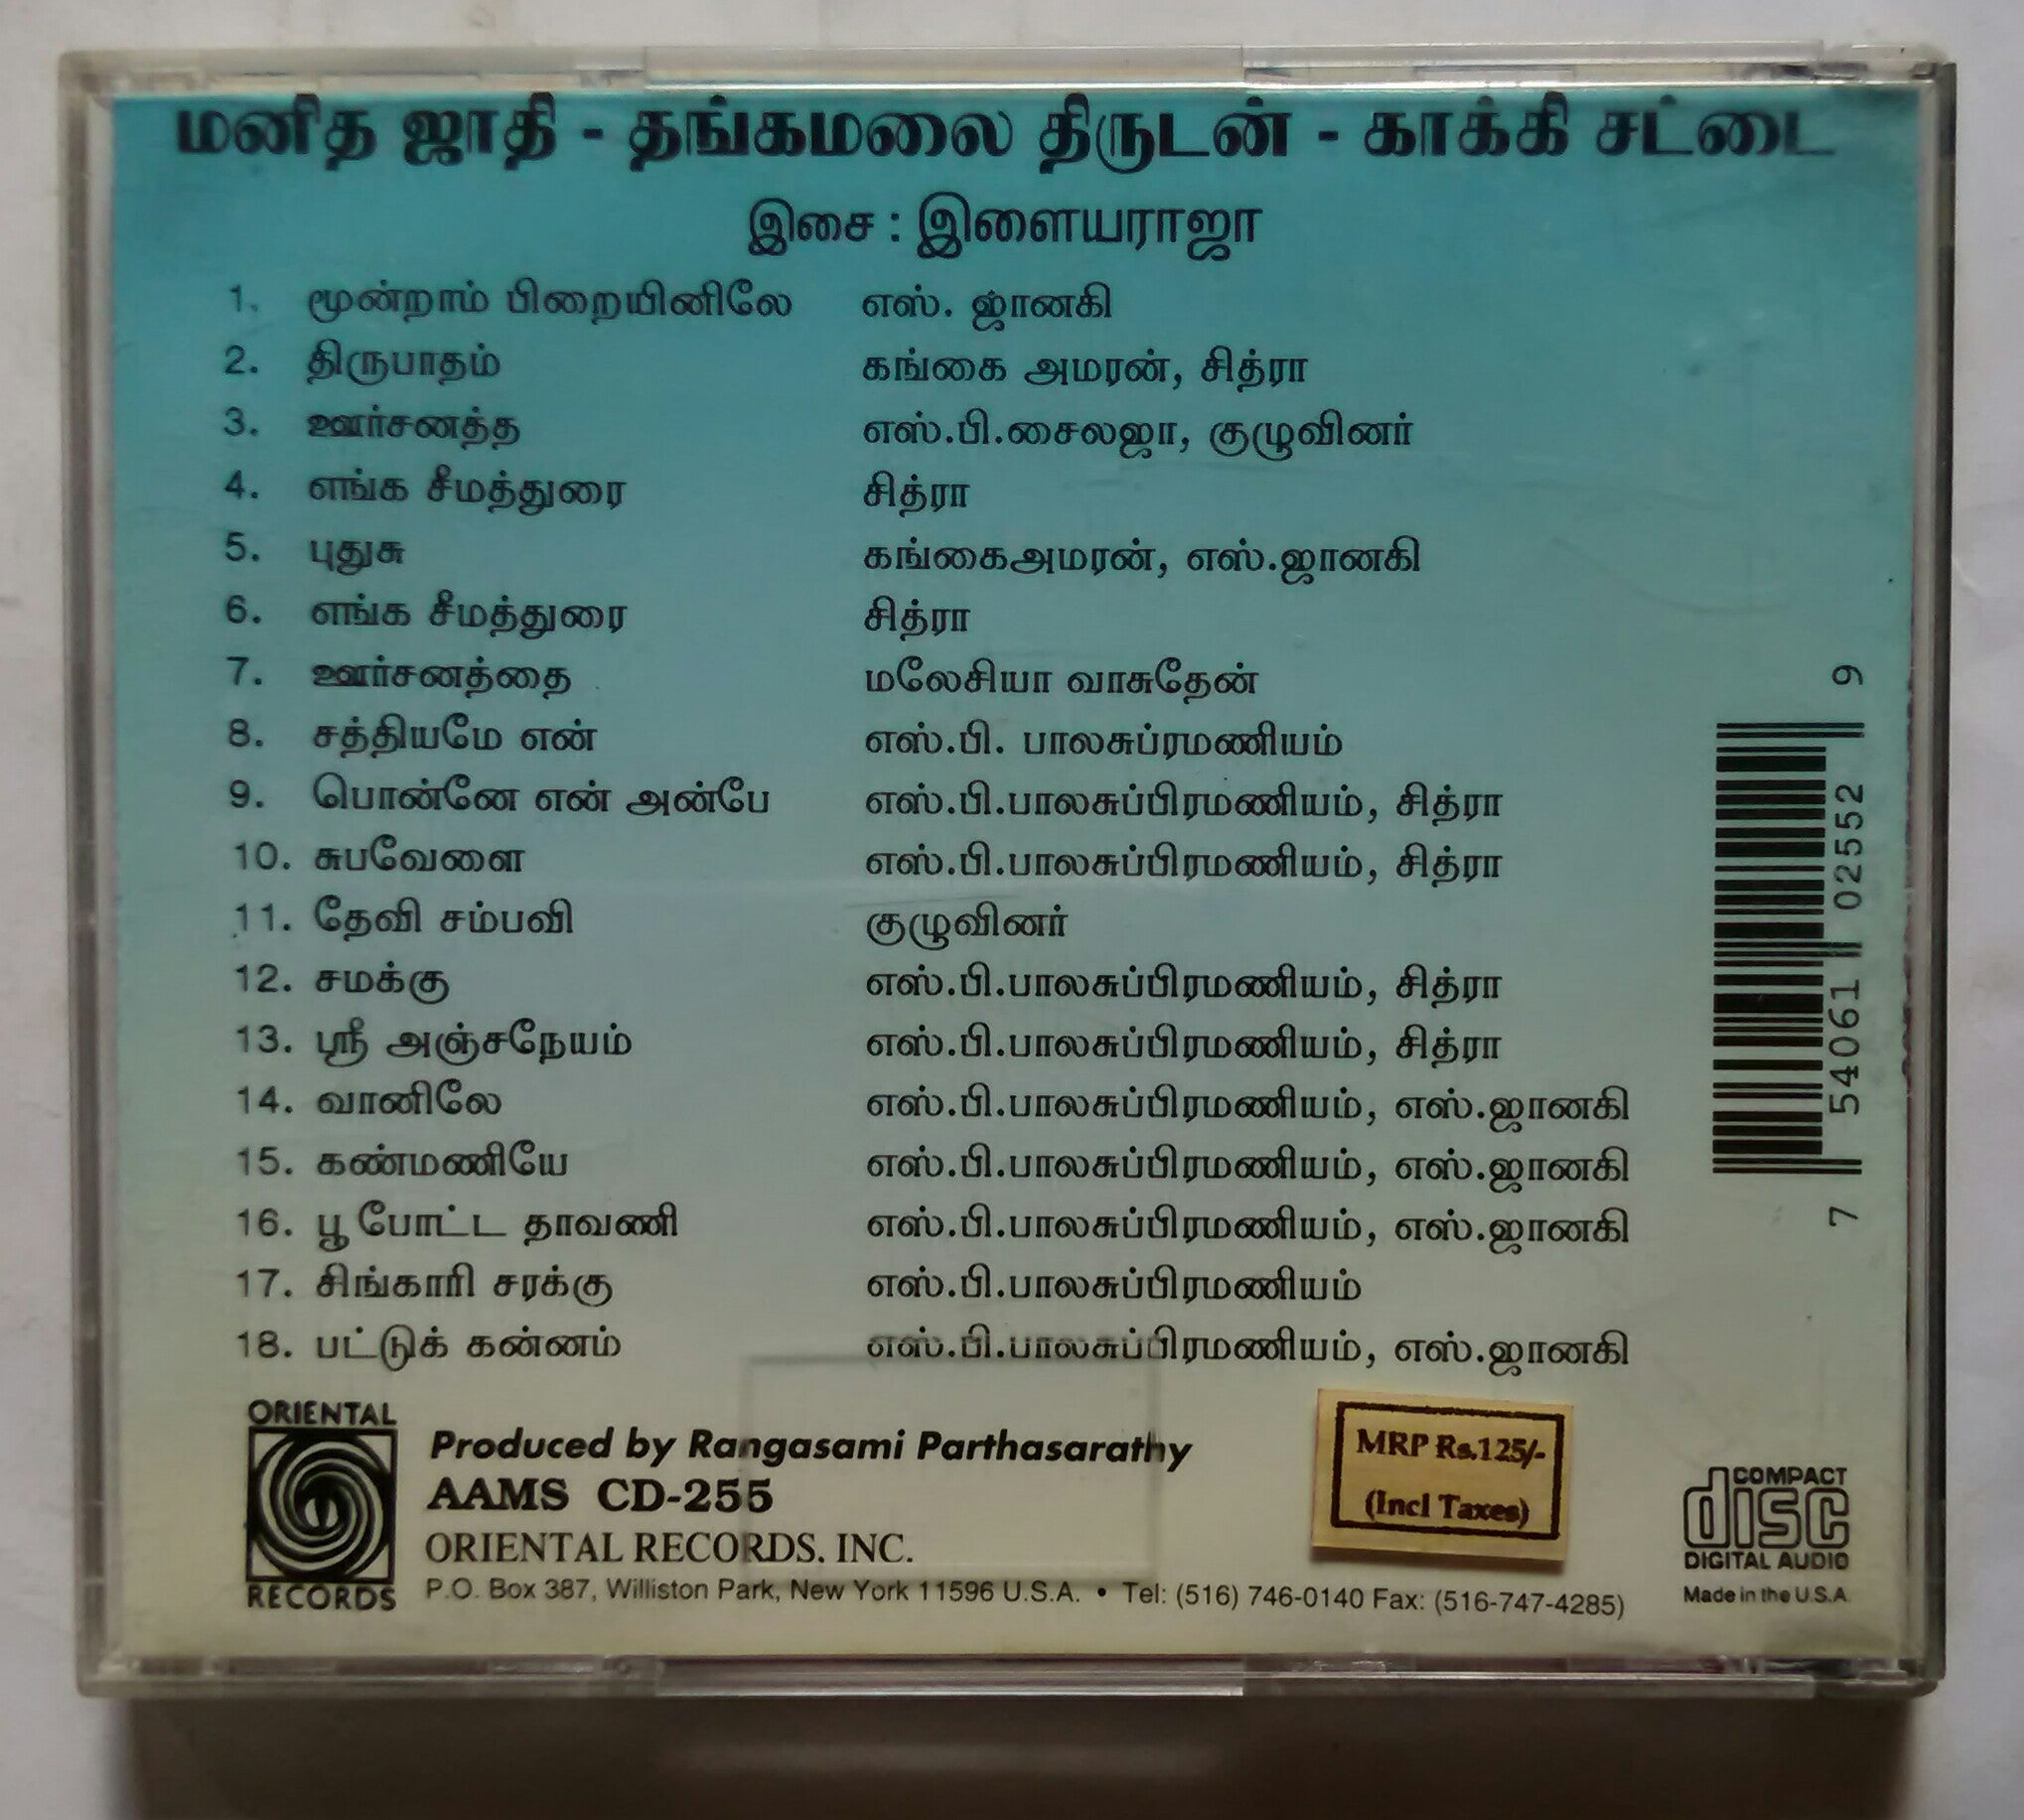 மனித ஜாதி - தங்கமலை திருடன் - காக்கி சட்டை
இசை : இளையராஜா
1. மூன்றாம் பிறையினிலே எஸ். ஜானகி
2. திருபாதம் கங்கை அமரன், சித்ரா
3. ஊர்சனத்த எஸ்.பி.சைலஜா, குழுவினர்
4. எங்க சீமத்துரை சித்ரா
5. புதுசு கங்கைஅமரன், எஸ்.ஜானகி
6. எங்க சீமத்துரை சித்ரா
7. ஊர்சனத்தை மலேசியா வாசுதேன்
8. சத்தியமே என் எஸ்.பி. பாலசுப்ரமணியம்
9. பொன்னே என் அன்பே எஸ்.பி.பாலசுப்பிரமணியம், சித்ரா
10. சுபவேளை எஸ்.பி.பாலசுப்பிரமணியம், சித்ரா
11. தேவி சம்பவி குழுவினர்
12. சமக்கு எஸ்.பி.பாலசுப்பிரமணியம், சித்ரா
13. ஸ்ரீ அஞ்சநேயம் எஸ்.பி.பாலசுப்பிரமணியம், சித்ரா
14. வானிலே எஸ்.பி.பாலசுப்பிரமணியம், எஸ்.ஜானகி
15. கண்மணியே எஸ்.பி.பாலசுப்பிரமணியம், எஸ்.ஜானகி
16. பூ போட்ட தாவணி எஸ்.பி.பாலசுப்பிரமணியம், எஸ்.ஜானகி
17. சிங்காரி சரக்கு எஸ்.பி.பாலசுப்பிரமணியம்
18. பட்டுக் கன்னம் எஸ்.பி.பாலசுப்பிரமணியம், எஸ்.ஜானகி
7 54061 02552 9
ORIENTAL
RECORDS
Produced by Rangasami Parthasarathy
AAMS CD-255
ORIENTAL RECORDS, INC.
P.O. Box 387, Williston Park, New York 11596 U.S.A. • Tel: (516) 746-0140 Fax: (516-747-4285)
MRP Rs.125/-
(Incl Taxes)
COMPACT
disc
DIGITAL AUDIO
Made in the U.S.A.